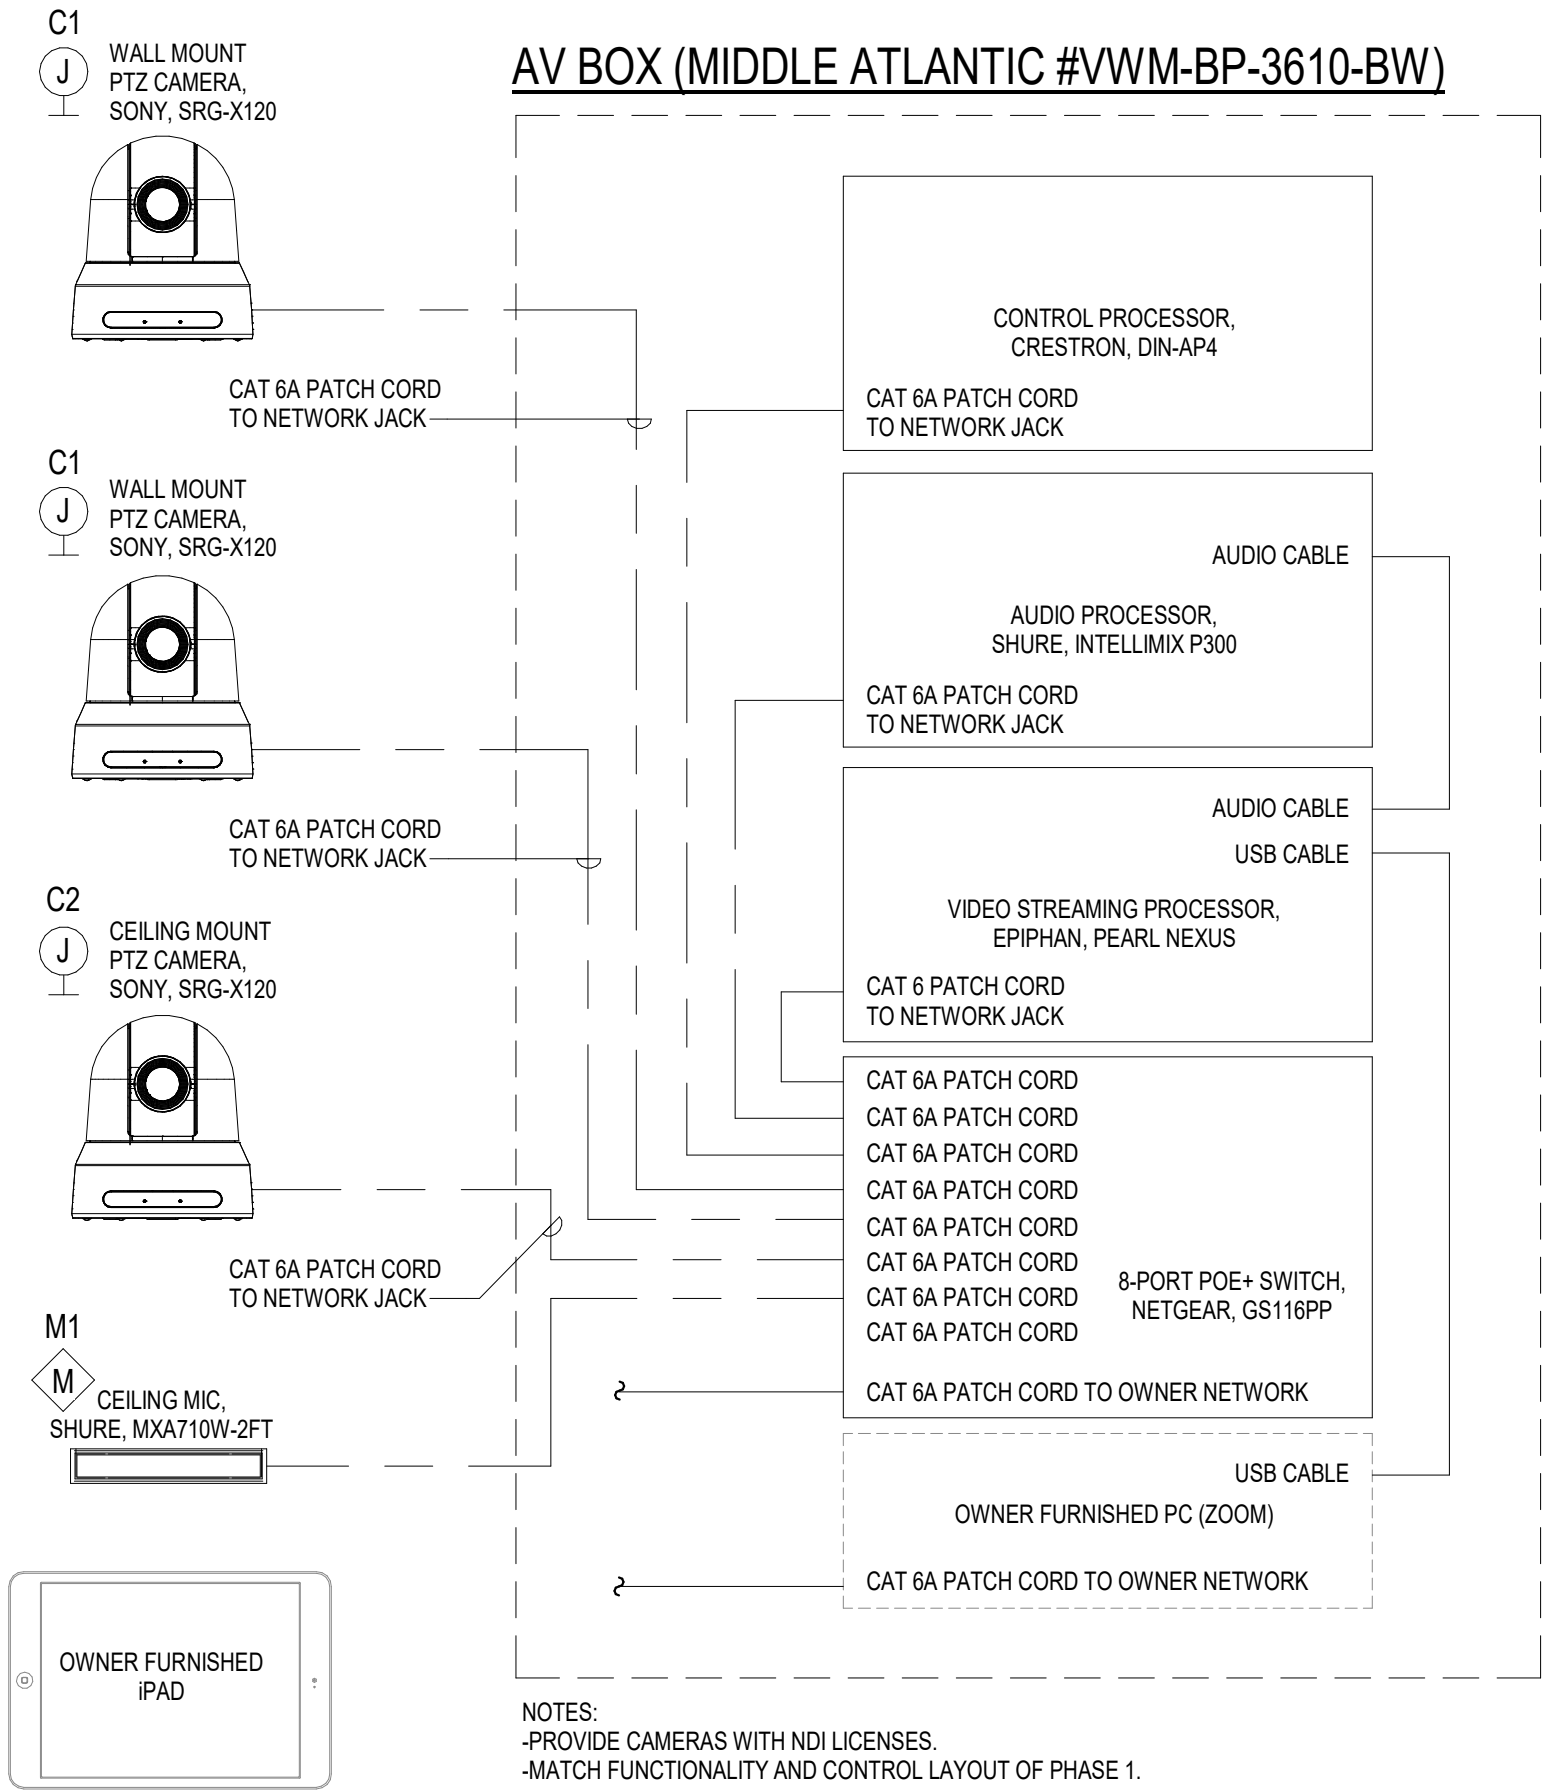 C1
J
WALL MOUNT
PTZ CAMERA,
SONY, SRG-X120
AV BOX (MIDDLE ATLANTIC #VWM-BP-3610-BW)
CAT 6A PATCH CORD
TO NETWORK JACK
C1
J
WALL MOUNT
PTZ CAMERA,
SONY, SRG-X120
CAT 6A PATCH CORD
TO NETWORK JACK
C2
J
CEILING MOUNT
PTZ CAMERA,
SONY, SRG-X120
CAT 6A PATCH CORD
TO NETWORK JACK
M1
M
CEILING MIC,
SHURE, MXA710W-2FT
OWNER FURNISHED
iPAD
CONTROL PROCESSOR,
CRESTRON, DIN-AP4
CAT 6A PATCH CORD
TO NETWORK JACK
AUDIO CABLE
AUDIO PROCESSOR,
SHURE, INTELLIMIX P300
CAT 6A PATCH CORD
TO NETWORK JACK
AUDIO CABLE
USB CABLE
VIDEO STREAMING PROCESSOR,
EPIPHAN, PEARL NEXUS
CAT 6 PATCH CORD
TO NETWORK JACK
CAT 6A PATCH CORD
CAT 6A PATCH CORD
CAT 6A PATCH CORD
CAT 6A PATCH CORD
CAT 6A PATCH CORD
CAT 6A PATCH CORD
CAT 6A PATCH CORD
CAT 6A PATCH CORD
8-PORT POE+ SWITCH,
NETGEAR, GS116PP
CAT 6A PATCH CORD TO OWNER NETWORK
USB CABLE
OWNER FURNISHED PC (ZOOM)
CAT 6A PATCH CORD TO OWNER NETWORK
NOTES:
-PROVIDE CAMERAS WITH NDI LICENSES.
-MATCH FUNCTIONALITY AND CONTROL LAYOUT OF PHASE 1.